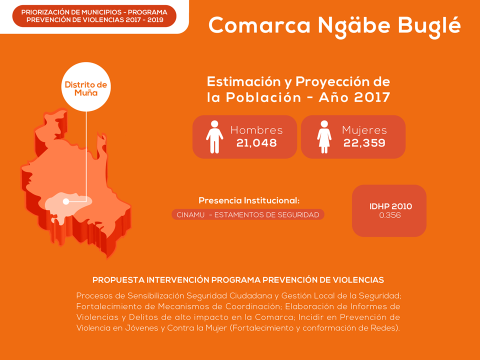 PRIORIZACIÓN DE MUNICIPIOS - PROGRAMA
PREVENCIÓN DE VIOLENCIAS 2017 - 2019
Comarca Ngäbe Buglé
Distrito de
Muña
Estimación y Proyección de
la Población – Año 2017
Hombres
21,048
Mujeres
22,359
Presencia Institucional:
CINAMU - ESTAMENTOS DE SEGURIDAD
IDHP 2010
0.356
PROPUESTA INTERVENCIÓN PROGRAMA PREVENCIÓN DE VIOLENCIAS
Procesos de Sensibilización Seguridad Ciudadana y Gestión Local de la Seguridad;
Fortalecimiento de Mecanismos de Coordinación; Elaboración de Informes de
Violencias y Delitos de alto impacto en la Comarca; Incidir en Prevención de
Violencia en Jóvenes y Contra la Mujer (Fortalecimiento y conformación de Redes).